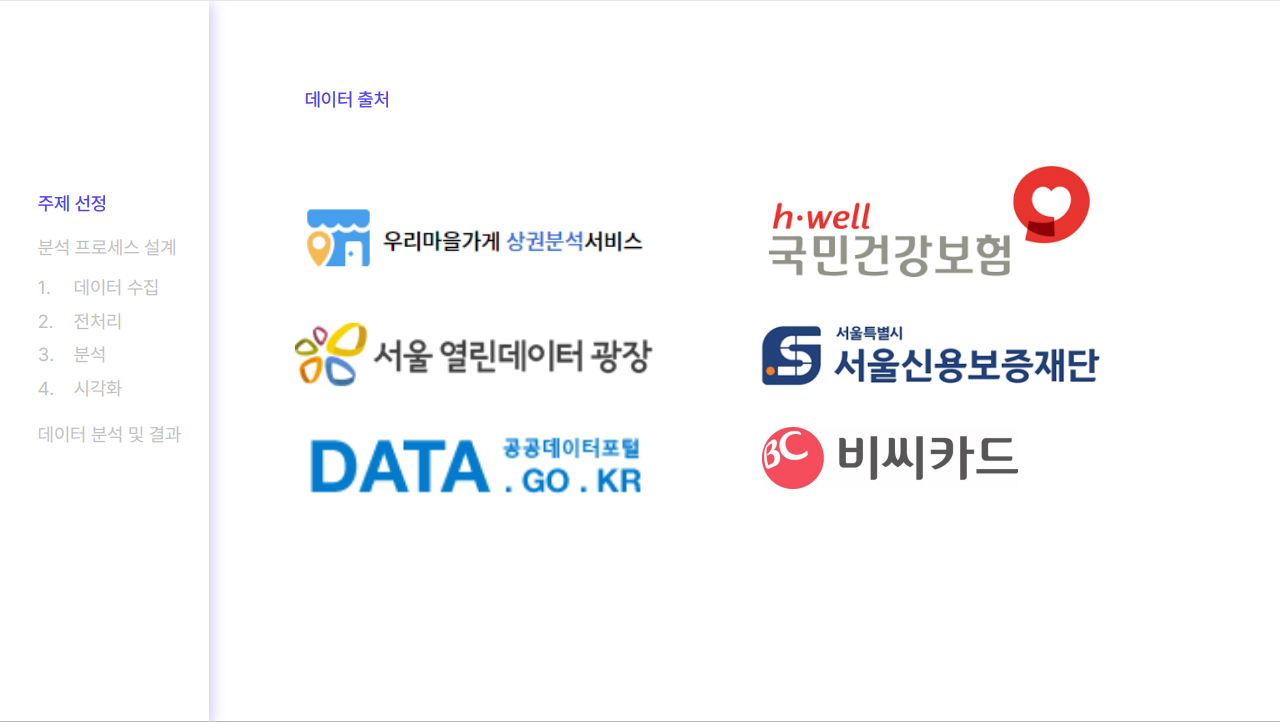 주제 선정
분석 프로세스 설계
1. 데이터 수집
2. 전처리
3. 분석
4. 시각화
데이터 분석 및 결과
데이터 출처
우리마을가게 상권분석서비스
h·well
국민건강보험
서울 열린데이터 광장
서울특별시
서울신용보증재단
DATA 공공데이터포털
. GO . KR
BC 비씨카드